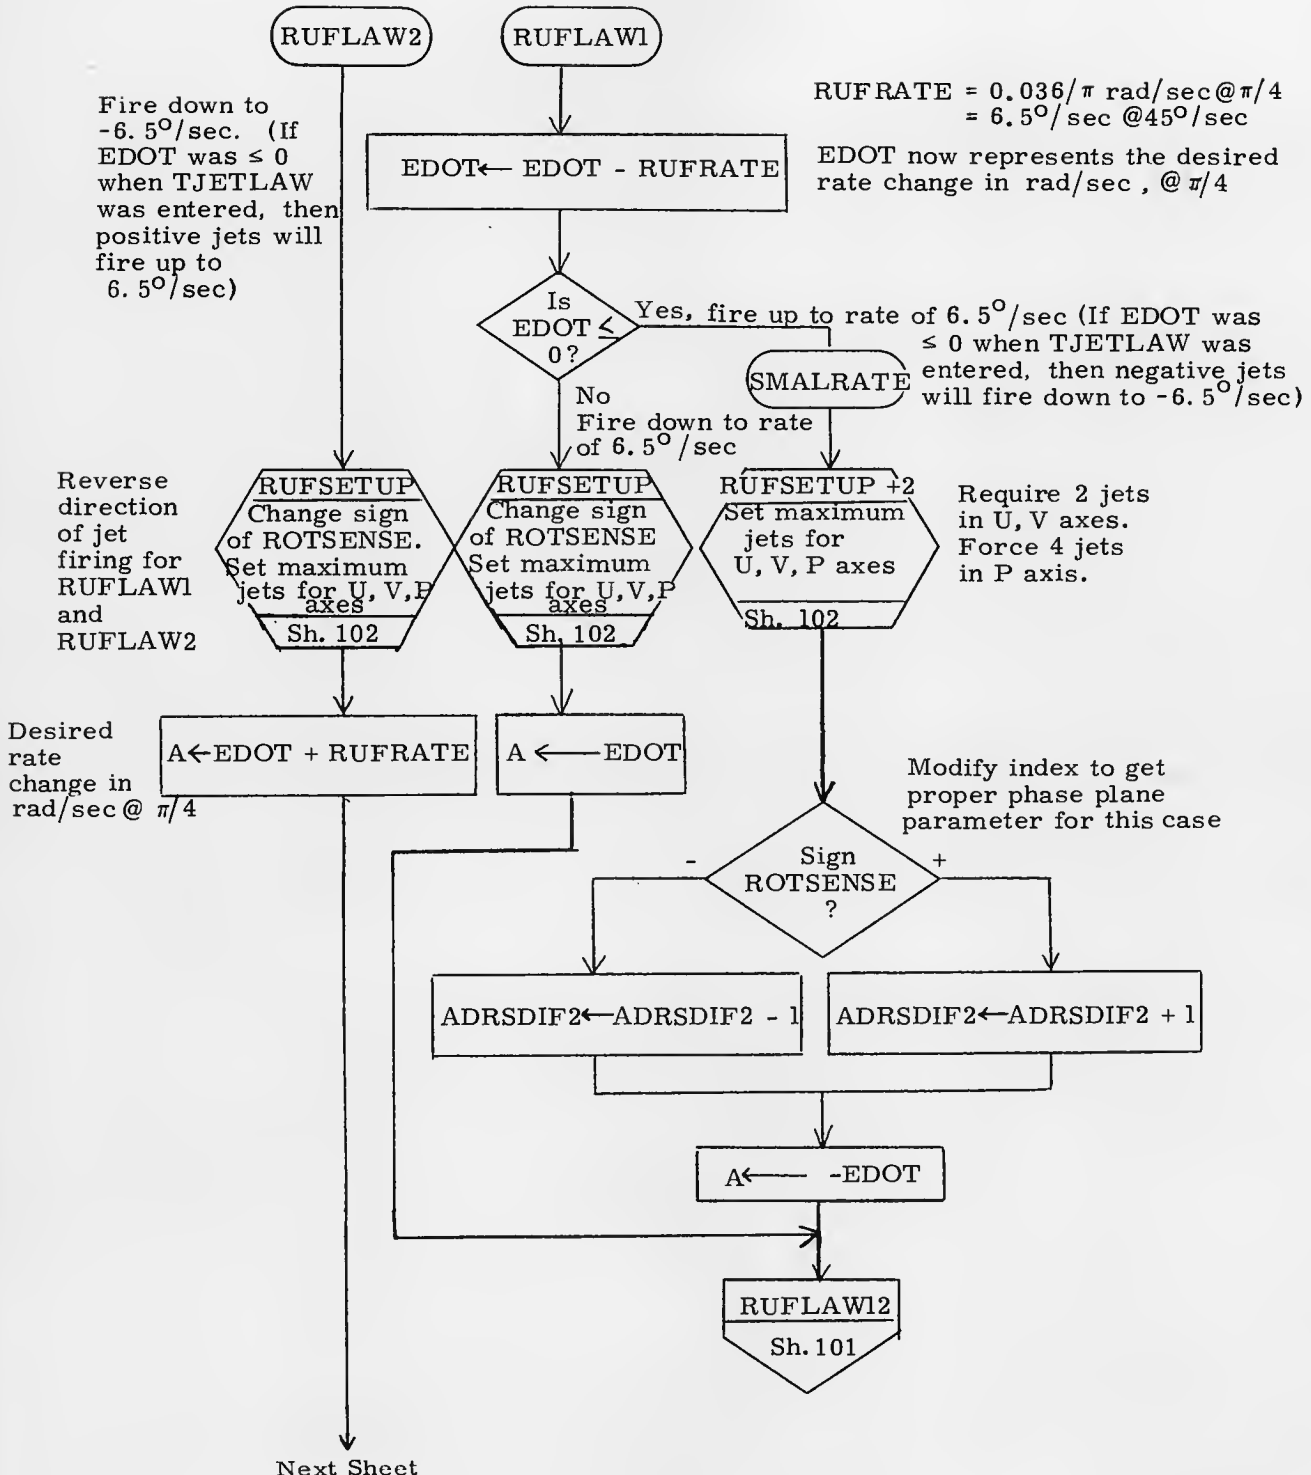 RUFLAW2
RUFLAW1
Fire down to
-6.5°/sec. (If
EDOT was ≤ 0
when TJETLAW
was entered, then
positive jets will
fire up to
6.5°/sec)
RUFRATE = 0.036/π rad/sec@π/4
= 6.5°/sec @45°/sec
EDOT now represents the desired
rate change in rad/sec, @ π/4
EDOT← EDOT - RUFRATE
Is
EDOT ≤
0?
Yes, fire up to rate of 6.5°/sec (If EDOT was
≤ 0 when TJETLAW was
entered, then negative jets
will fire down to -6.5°/sec)
SMALRATE
No
Fire down to rate
of 6.5°/sec
Reverse
direction
of jet
firing for
RUFLAW1
and
RUFLAW2
RUFSETUP
Change sign
of ROTSENSE.
Set maximum
jets for U, V, P
axes
Sh. 102
RUFSETUP
Change sign
of ROTSENSE
Set maximum
jets for U, V, P
axes
Sh. 102
RUFSETUP +2
Set maximum
jets for
U, V, P axes
Sh. 102
Require 2 jets
in U, V axes.
Force 4 jets
in P axis.
Desired
rate
change in
rad/sec @ π/4
A←EDOT + RUFRATE
A ← EDOT
Modify index to get
proper phase plane
parameter for this case
-
Sign
ROTSENSE
?
+
ADRSDIF2←ADRSDIF2 - 1
ADRSDIF2←ADRSDIF2 + 1
A← -EDOT
RUFLAW12
Sh. 101
Next Sheet